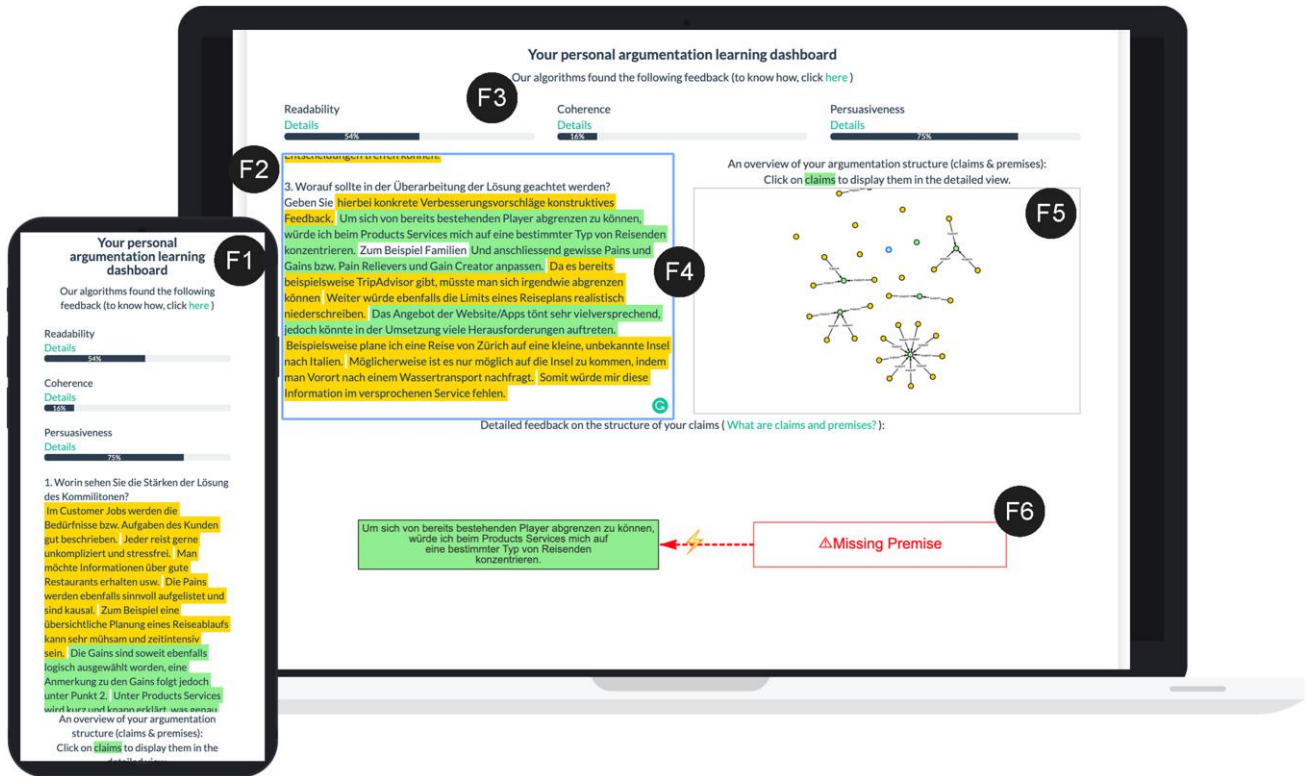 Your personal argumentation learning dashboard
Our algorithms found the following feedback (to know how, click here )
F3
Readability
Details
54%
Coherence
Details
16%
Persuasiveness
Details
75%
F2
Entscheidungen treffen können.
3. Worauf sollte in der Überarbeitung der Lösung geachtet werden?
Geben Sie hierbei konkrete Verbesserungsvorschläge konstruktives
Feedback. Um sich von bereits bestehenden Player abgrenzen zu können,
würde ich beim Products Services mich auf eine bestimmter Typ von Reisenden
konzentrieren. Zum Beispiel Familien Und anschliessend gewisse Pains und
Gains bzw. Pain Relievers und Gain Creator anpassen. Da es bereits
beispielsweise TripAdvisor gibt, müsste man sich irgendwie abgrenzen
können Weiter würde ebenfalls die Limits eines Reiseplans realistisch
niederschreiben. Das Angebot der Website/Apps tönt sehr vielversprechend,
jedoch könnte in der Umsetzung viele Herausforderungen auftreten.
Beispielsweise plane ich eine Reise von Zürich auf eine kleine, unbekannte Insel
nach Italien. Möglicherweise ist es nur möglich auf die Insel zu kommen, indem
man Vorort nach einem Wassertransport nachfragt. Somit würde mir diese
Information im versprochenen Service fehlen.
F4
An overview of your argumentation structure (claims & premises):
Click on claims to display them in the detailed view.
F5
Detailed feedback on the structure of your claims ( What are claims and premises? ):
Um sich von bereits bestehenden Player abgrenzen zu können,
würde ich beim Products Services mich auf
eine bestimmter Typ von Reisenden
konzentrieren.
⚠Missing Premise
F6
Your personal
argumentation learning
dashboard
F1
Our algorithms found the following
feedback (to know how, click here )
Readability
Details
54%
Coherence
Details
16%
Persuasiveness
Details
75%
1. Worin sehen Sie die Stärken der Lösung
des Kommilitonen?
Im Customer Jobs werden die
Bedürfnisse bzw. Aufgaben des Kunden
gut beschrieben. Jeder reist gerne
unkompliziert und stressfrei. Man
möchte Informationen über gute
Restaurants erhalten usw. Die Pains
werden ebenfalls sinnvoll aufgelistet und
sind kausal. Zum Beispiel eine
übersichtliche Planung eines Reiseablaufs
kann sehr mühsam und zeitintensiv
sein. Die Gains sind soweit ebenfalls
logisch ausgewählt worden, eine
Anmerkung zu den Gains folgt jedoch
unter Punkt 2. Unter Products Services
wird kurz und knapp erklärt, was genau
An overview of your argumentation
structure (claims & premises):
Click on claims to display them in the
detailed view.